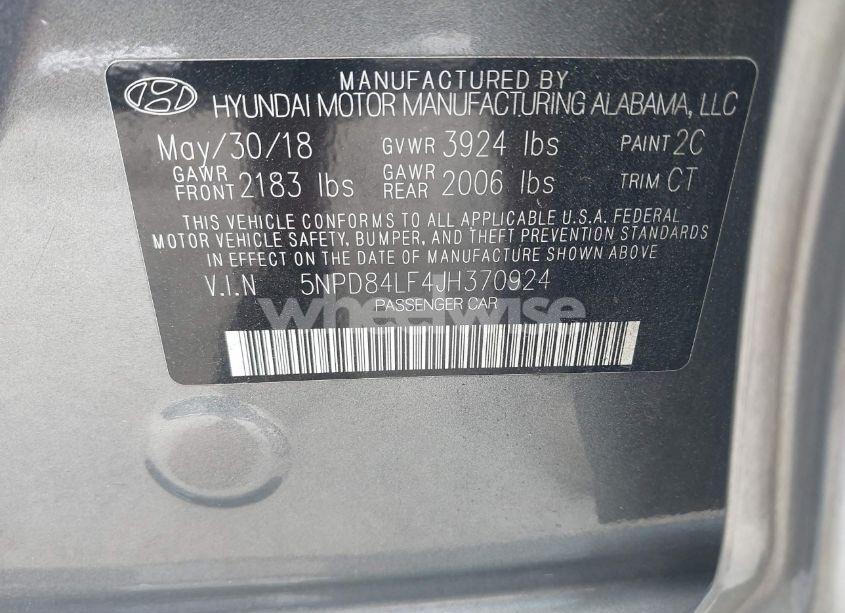 MANUFACTURED BY
HYUNDAI MOTOR MANUFACTURING ALABAMA, LLC
May/30/18 GVWR 3924 lbs PAINT 2C
GAWR FRONT 2183 lbs GAWR REAR 2006 lbs TRIM CT
THIS VEHICLE CONFORMS TO ALL APPLICABLE U.S.A. FEDERAL
MOTOR VEHICLE SAFETY, BUMPER, AND THEFT PREVENTION STANDARDS
IN EFFECT ON THE DATE OF MANUFACTURE SHOWN ABOVE
V.I.N 5NPD84LF4JH370924
PASSENGER CAR
wheelwise